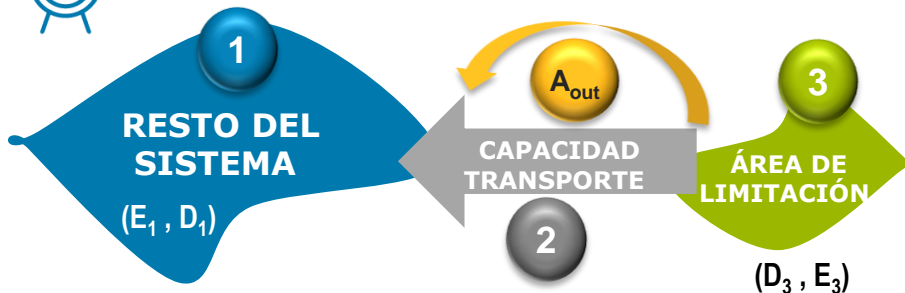 1
RESTO DEL
SISTEMA
(E₁ , D₁)
Aout
CAPACIDAD
TRANSPORTE
2
3
ÁREA DE
LIMITACIÓN
(D₃ , E₃)